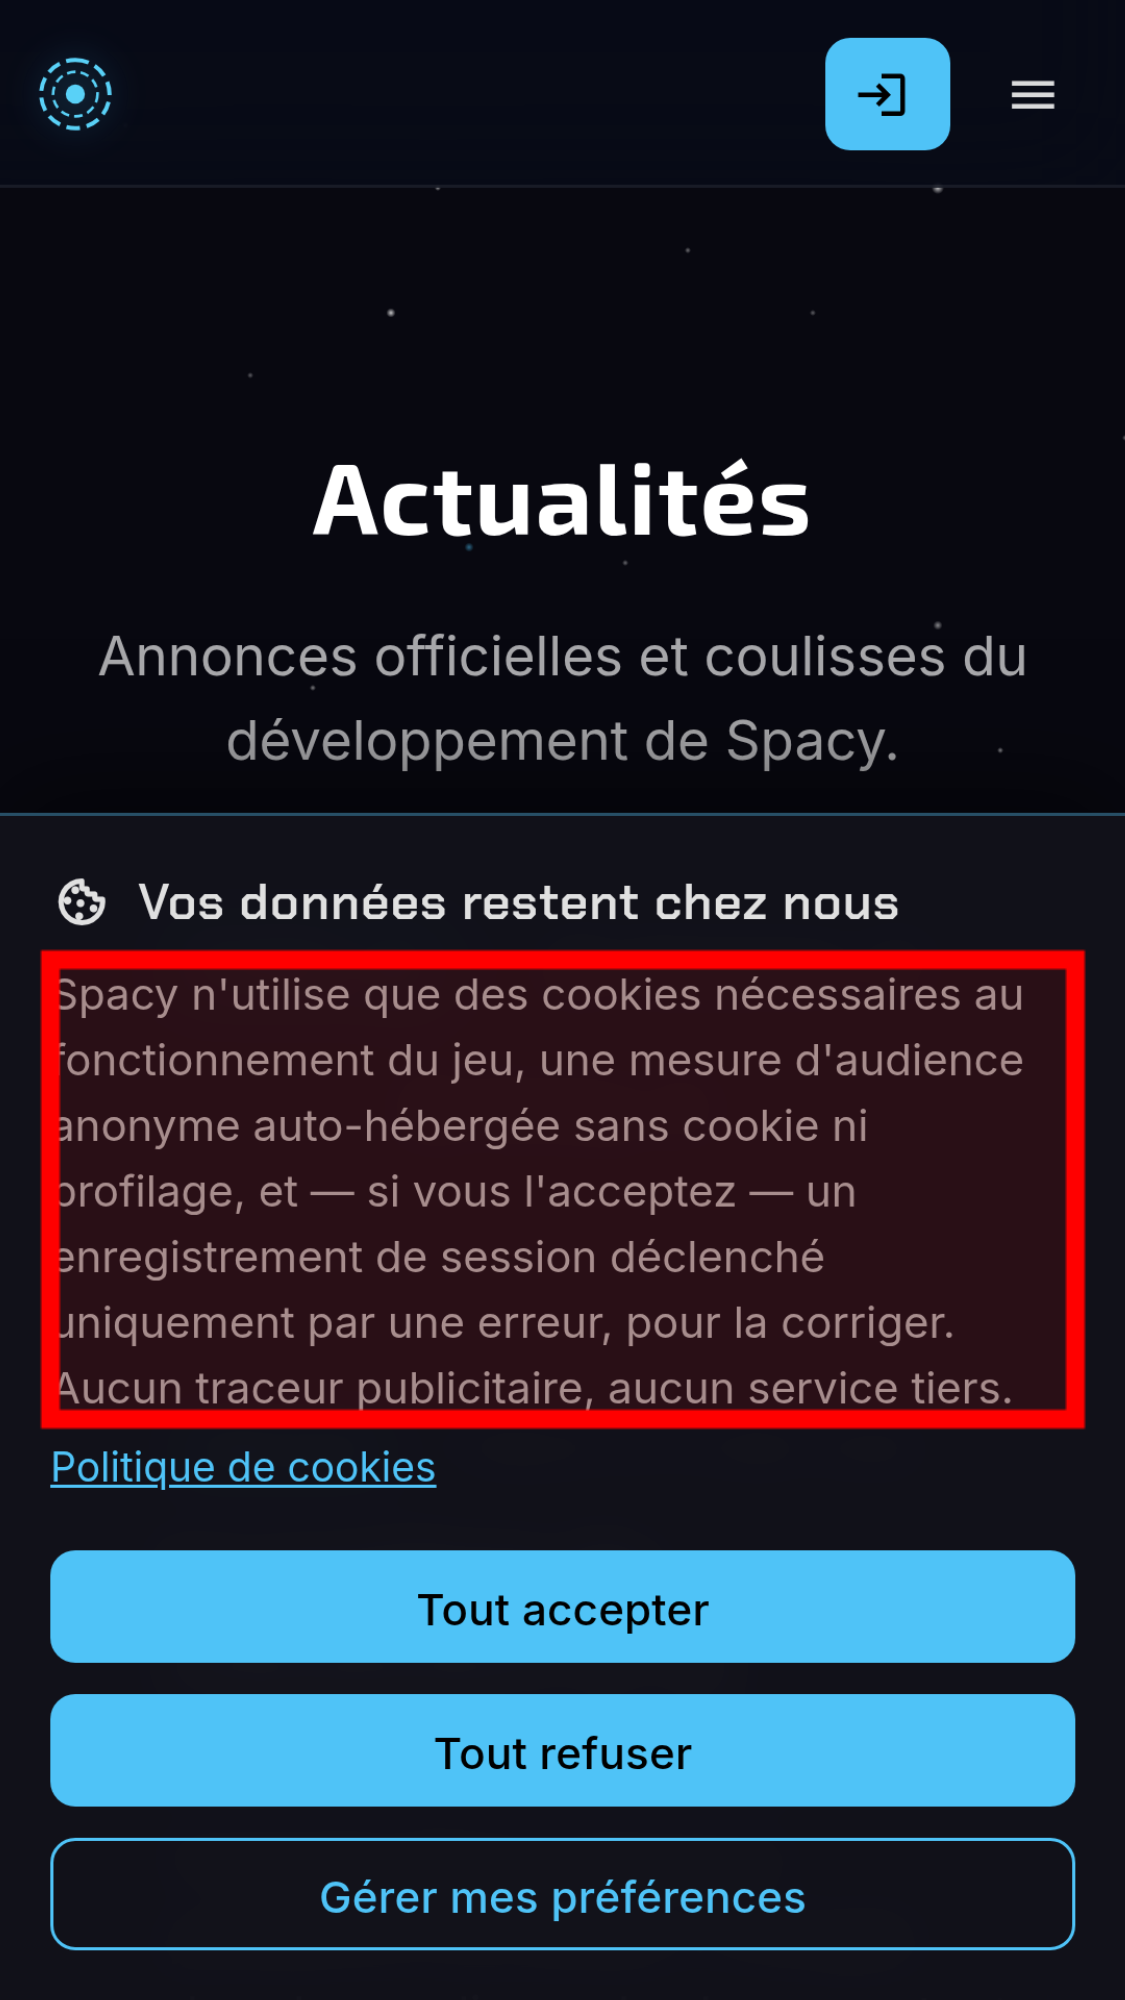 Actualités
Annonces officielles et coulisses du
développement de Spacy.
Vos données restent chez nous
Spacy n'utilise que des cookies nécessaires au
fonctionnement du jeu, une mesure d'audience
anonyme auto-hébergée sans cookie ni
profilage, et — si vous l'acceptez — un
enregistrement de session déclenché
uniquement par une erreur, pour la corriger.
Aucun traceur publicitaire, aucun service tiers.
Politique de cookies
Tout accepter
Tout refuser
Gérer mes préférences